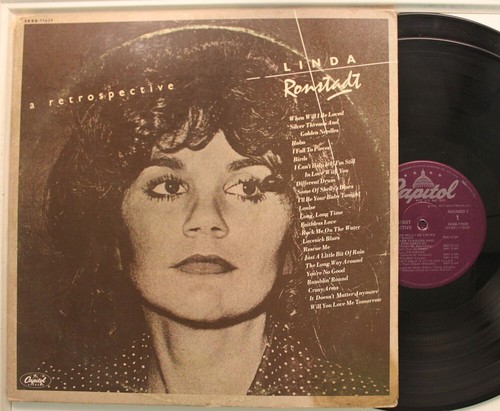 a retrospective
LINDA
Ronstadt
When Will I Be Loved
Silver Threads And
Golden Needles
Hobo
I Fall To Pieces
Birds
I Can't Help It If I'm Still
In Love With You
Different Drum
Some Of Shelly's Blues
I'll Be Your Baby Tonight
Louise
Long, Long Time
Faithless Love
Rock Me On The Water
Lovesick Blues
Rescue Me
Just A Little Bit Of Rain
The Long Way Around
You're No Good
Ramblin' Round
Crazy Arms
It Doesn't Matter Anymore
Will You Love Me Tomorrow
Capitol
Capitol
1